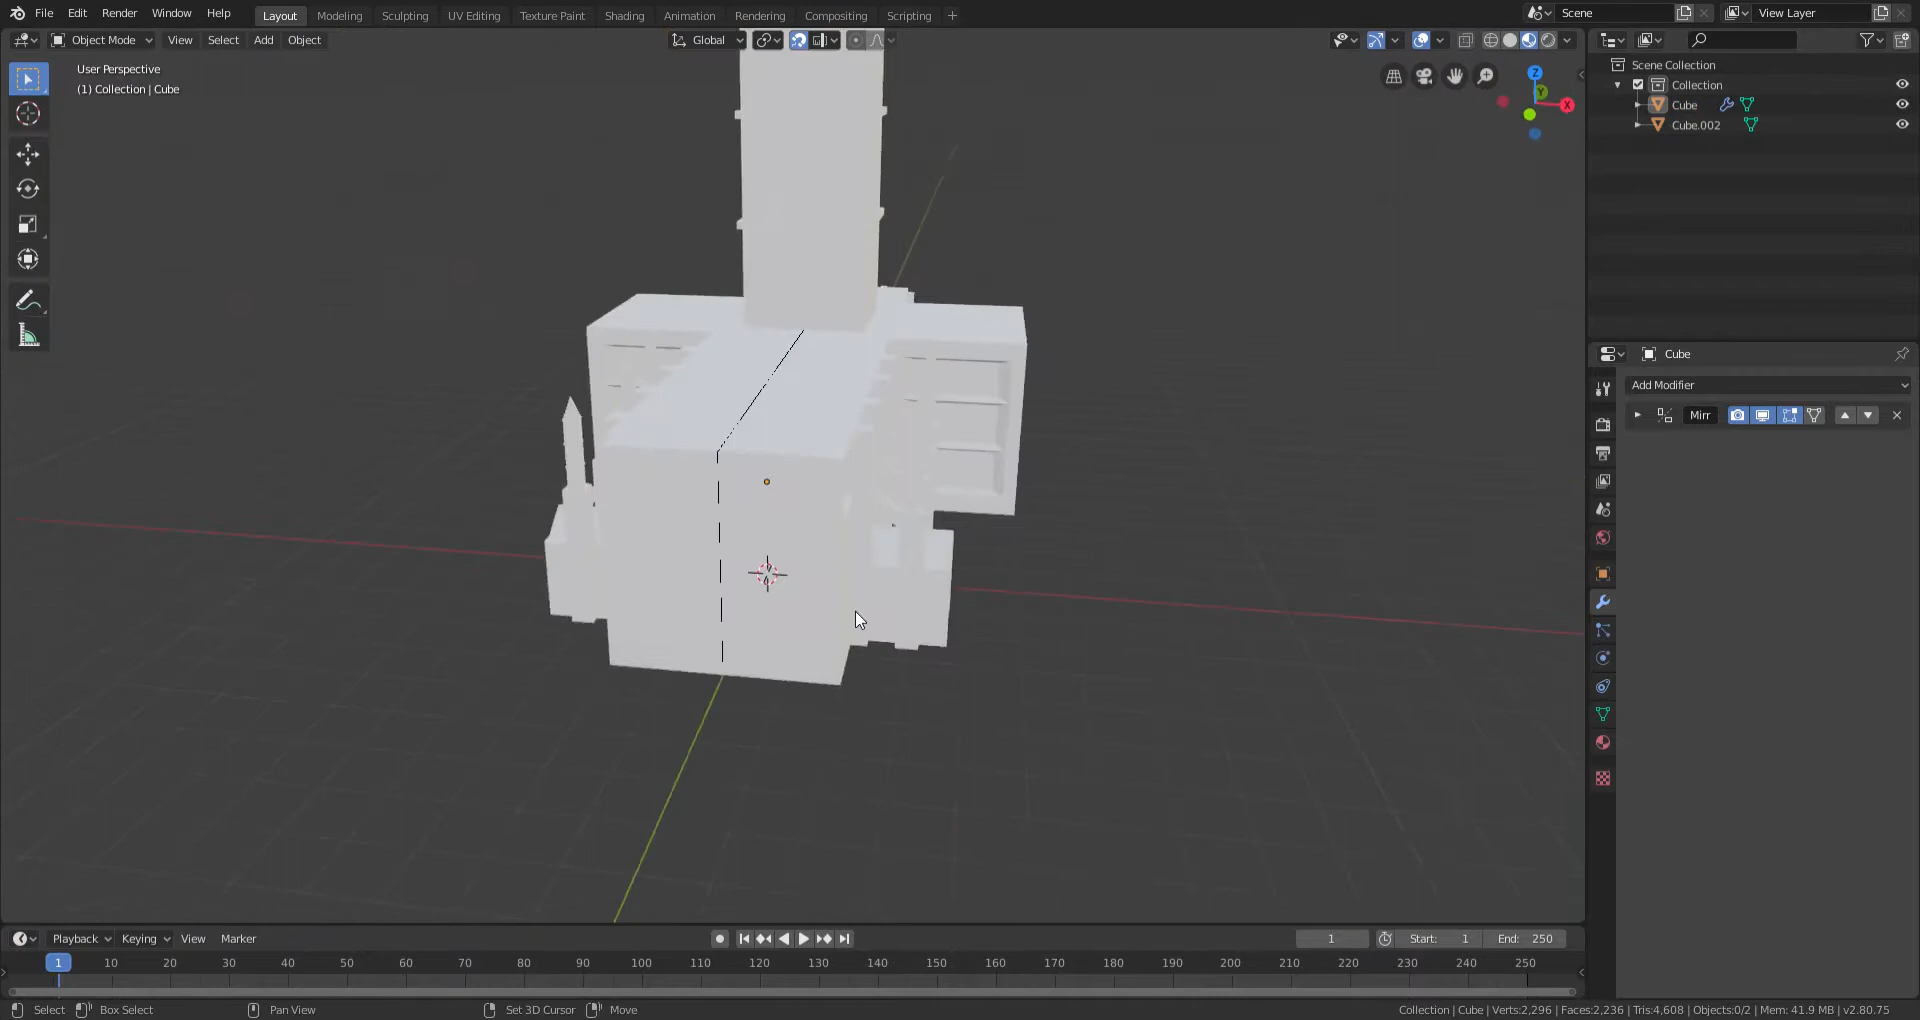 File Edit Render Window Help Layout Modeling Sculpting UV Editing Texture Paint Shading Animation Rendering Compositing Scripting Scene View Layer
Object Mode View Select Add Object Global
User Perspective
(1) Collection | Cube
Z
Y
X
Scene Collection
Collection
Cube
Cube.002
Cube
Add Modifier
Mirr
Playback Keying View Marker 1 Start: 1 End: 250
1 10 20 30 40 50 60 70 80 90 100 110 120 130 140 150 160 170 180 190 200 210 220 230 240 250
Select Box Select Pan View Set 3D Cursor Move Collection | Cube | Verts:2,296 | Faces:2,236 | Tris:4,608 | Objects:0/2 | Mem: 41.9 MB | v2.80.75